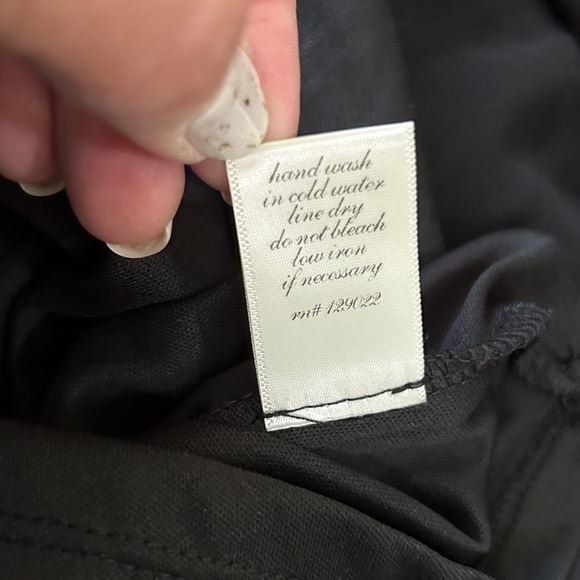 hand wash
in cold water
line dry
do not bleach
low iron
if necessary
rn# 129022